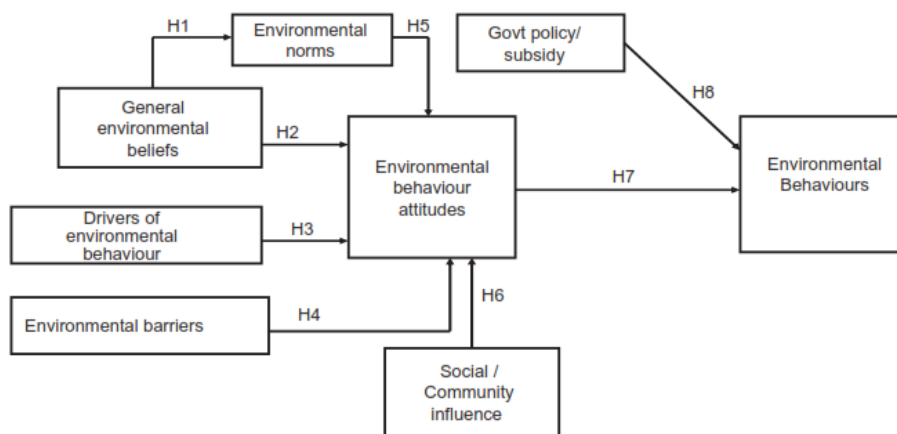 H1
Environmental
norms
H5
Govt policy/
subsidy
H8
General
environmental
beliefs
H2
Environmental
behaviour
attitudes
H7
Environmental
Behaviours
Drivers of
environmental
behaviour
H3
Environmental barriers
H4
H6
Social /
Community
influence